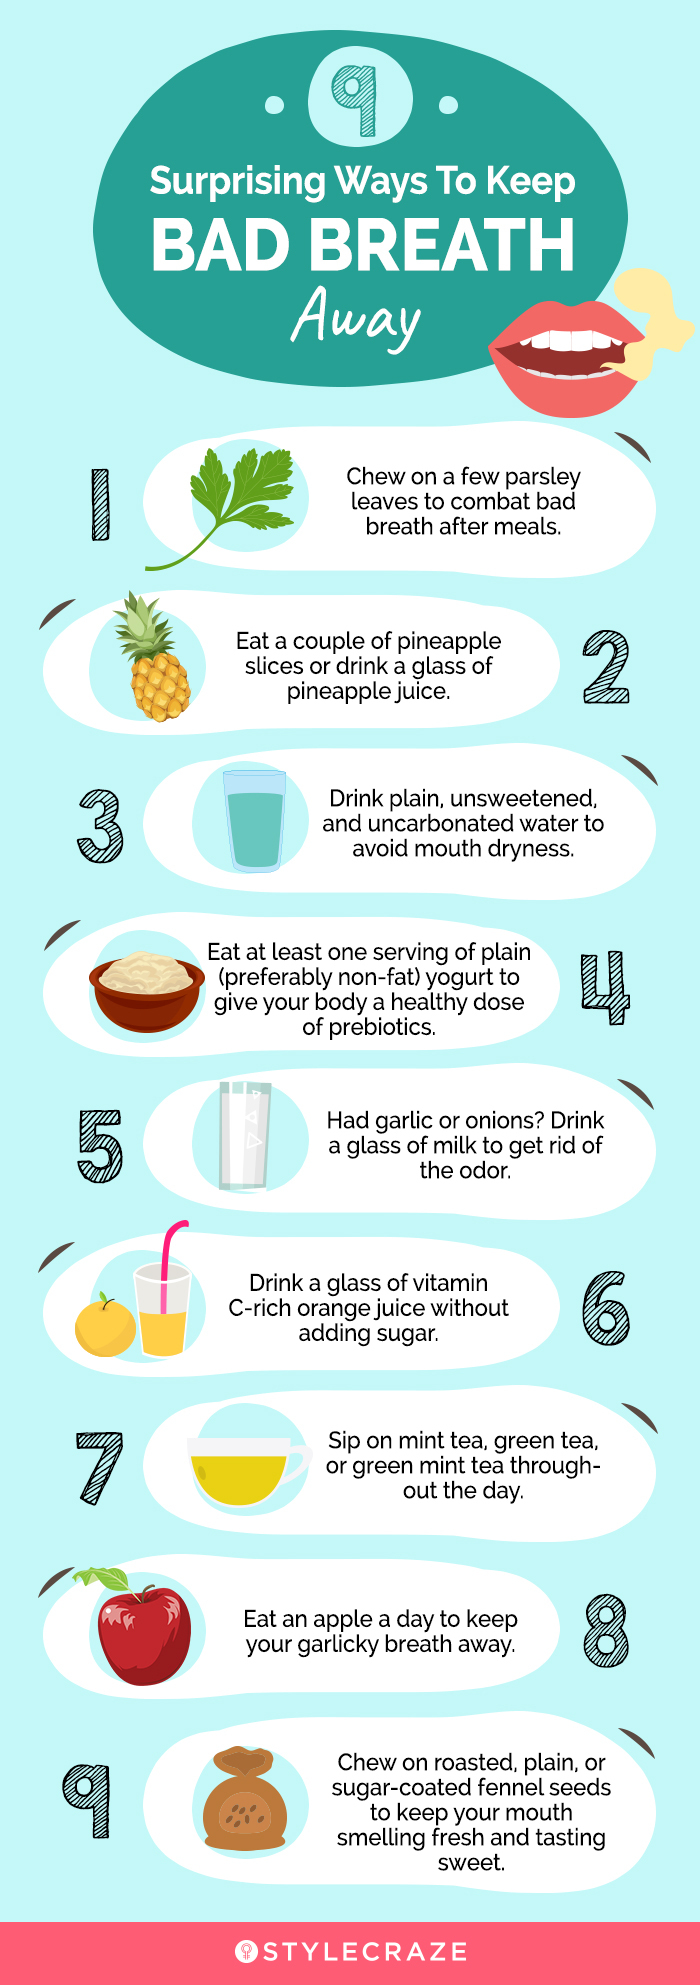 9
Surprising Ways To Keep
BAD BREATH
Away
1
Chew on a few parsley
leaves to combat bad
breath after meals.
Eat a couple of pineapple
slices or drink a glass of
pineapple juice.
2
3
Drink plain, unsweetened,
and uncarbonated water to
avoid mouth dryness.
Eat at least one serving of plain
(preferably non-fat) yogurt to
give your body a healthy dose
of prebiotics.
4
5
Had garlic or onions? Drink
a glass of milk to get rid of
the odor.
Drink a glass of vitamin
C-rich orange juice without
adding sugar.
6
7
Sip on mint tea, green tea,
or green mint tea through-
out the day.
Eat an apple a day to keep
your garlicky breath away.
8
9
Chew on roasted, plain, or
sugar-coated fennel seeds
to keep your mouth
smelling fresh and tasting
sweet.
STYLECRAZE